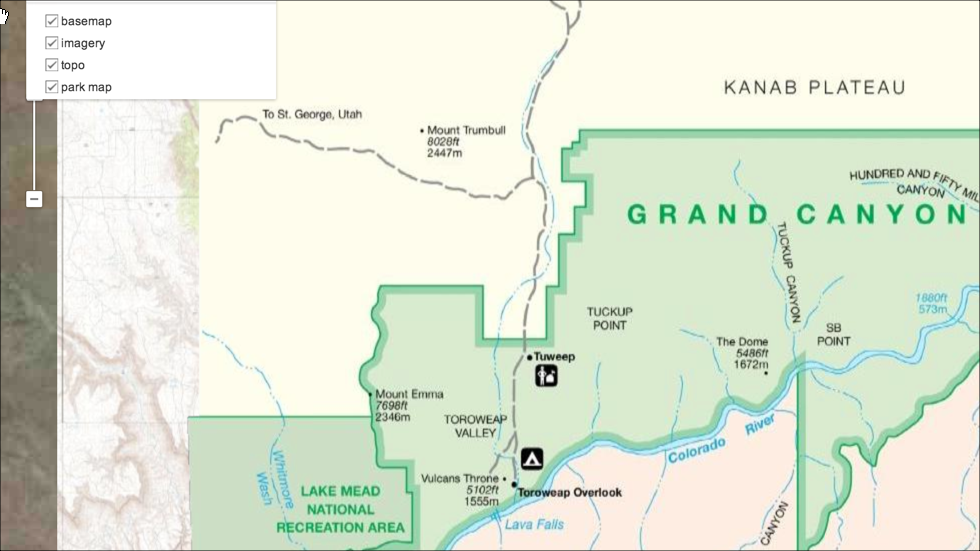 basemap
imagery
topo
park map
KANAB PLATEAU
To St. George, Utah
Mount Trumbull
8028ft
2447m
HUNDRED AND FIFTY MIL
CANYON
GRAND CANYON
TUCKUP CANYON
1880ft
573m
TUCKUP
POINT
SB
POINT
The Dome
5486ft
1672m
Tuweep
Mount Emma
7698ft
2346m
TOROWEAP
VALLEY
Colorado River
Vulcans Throne
5102ft
1555m
Toroweap Overlook
Whitmore
Wash
LAKE MEAD
NATIONAL
RECREATION AREA
Lava Falls
CANYON